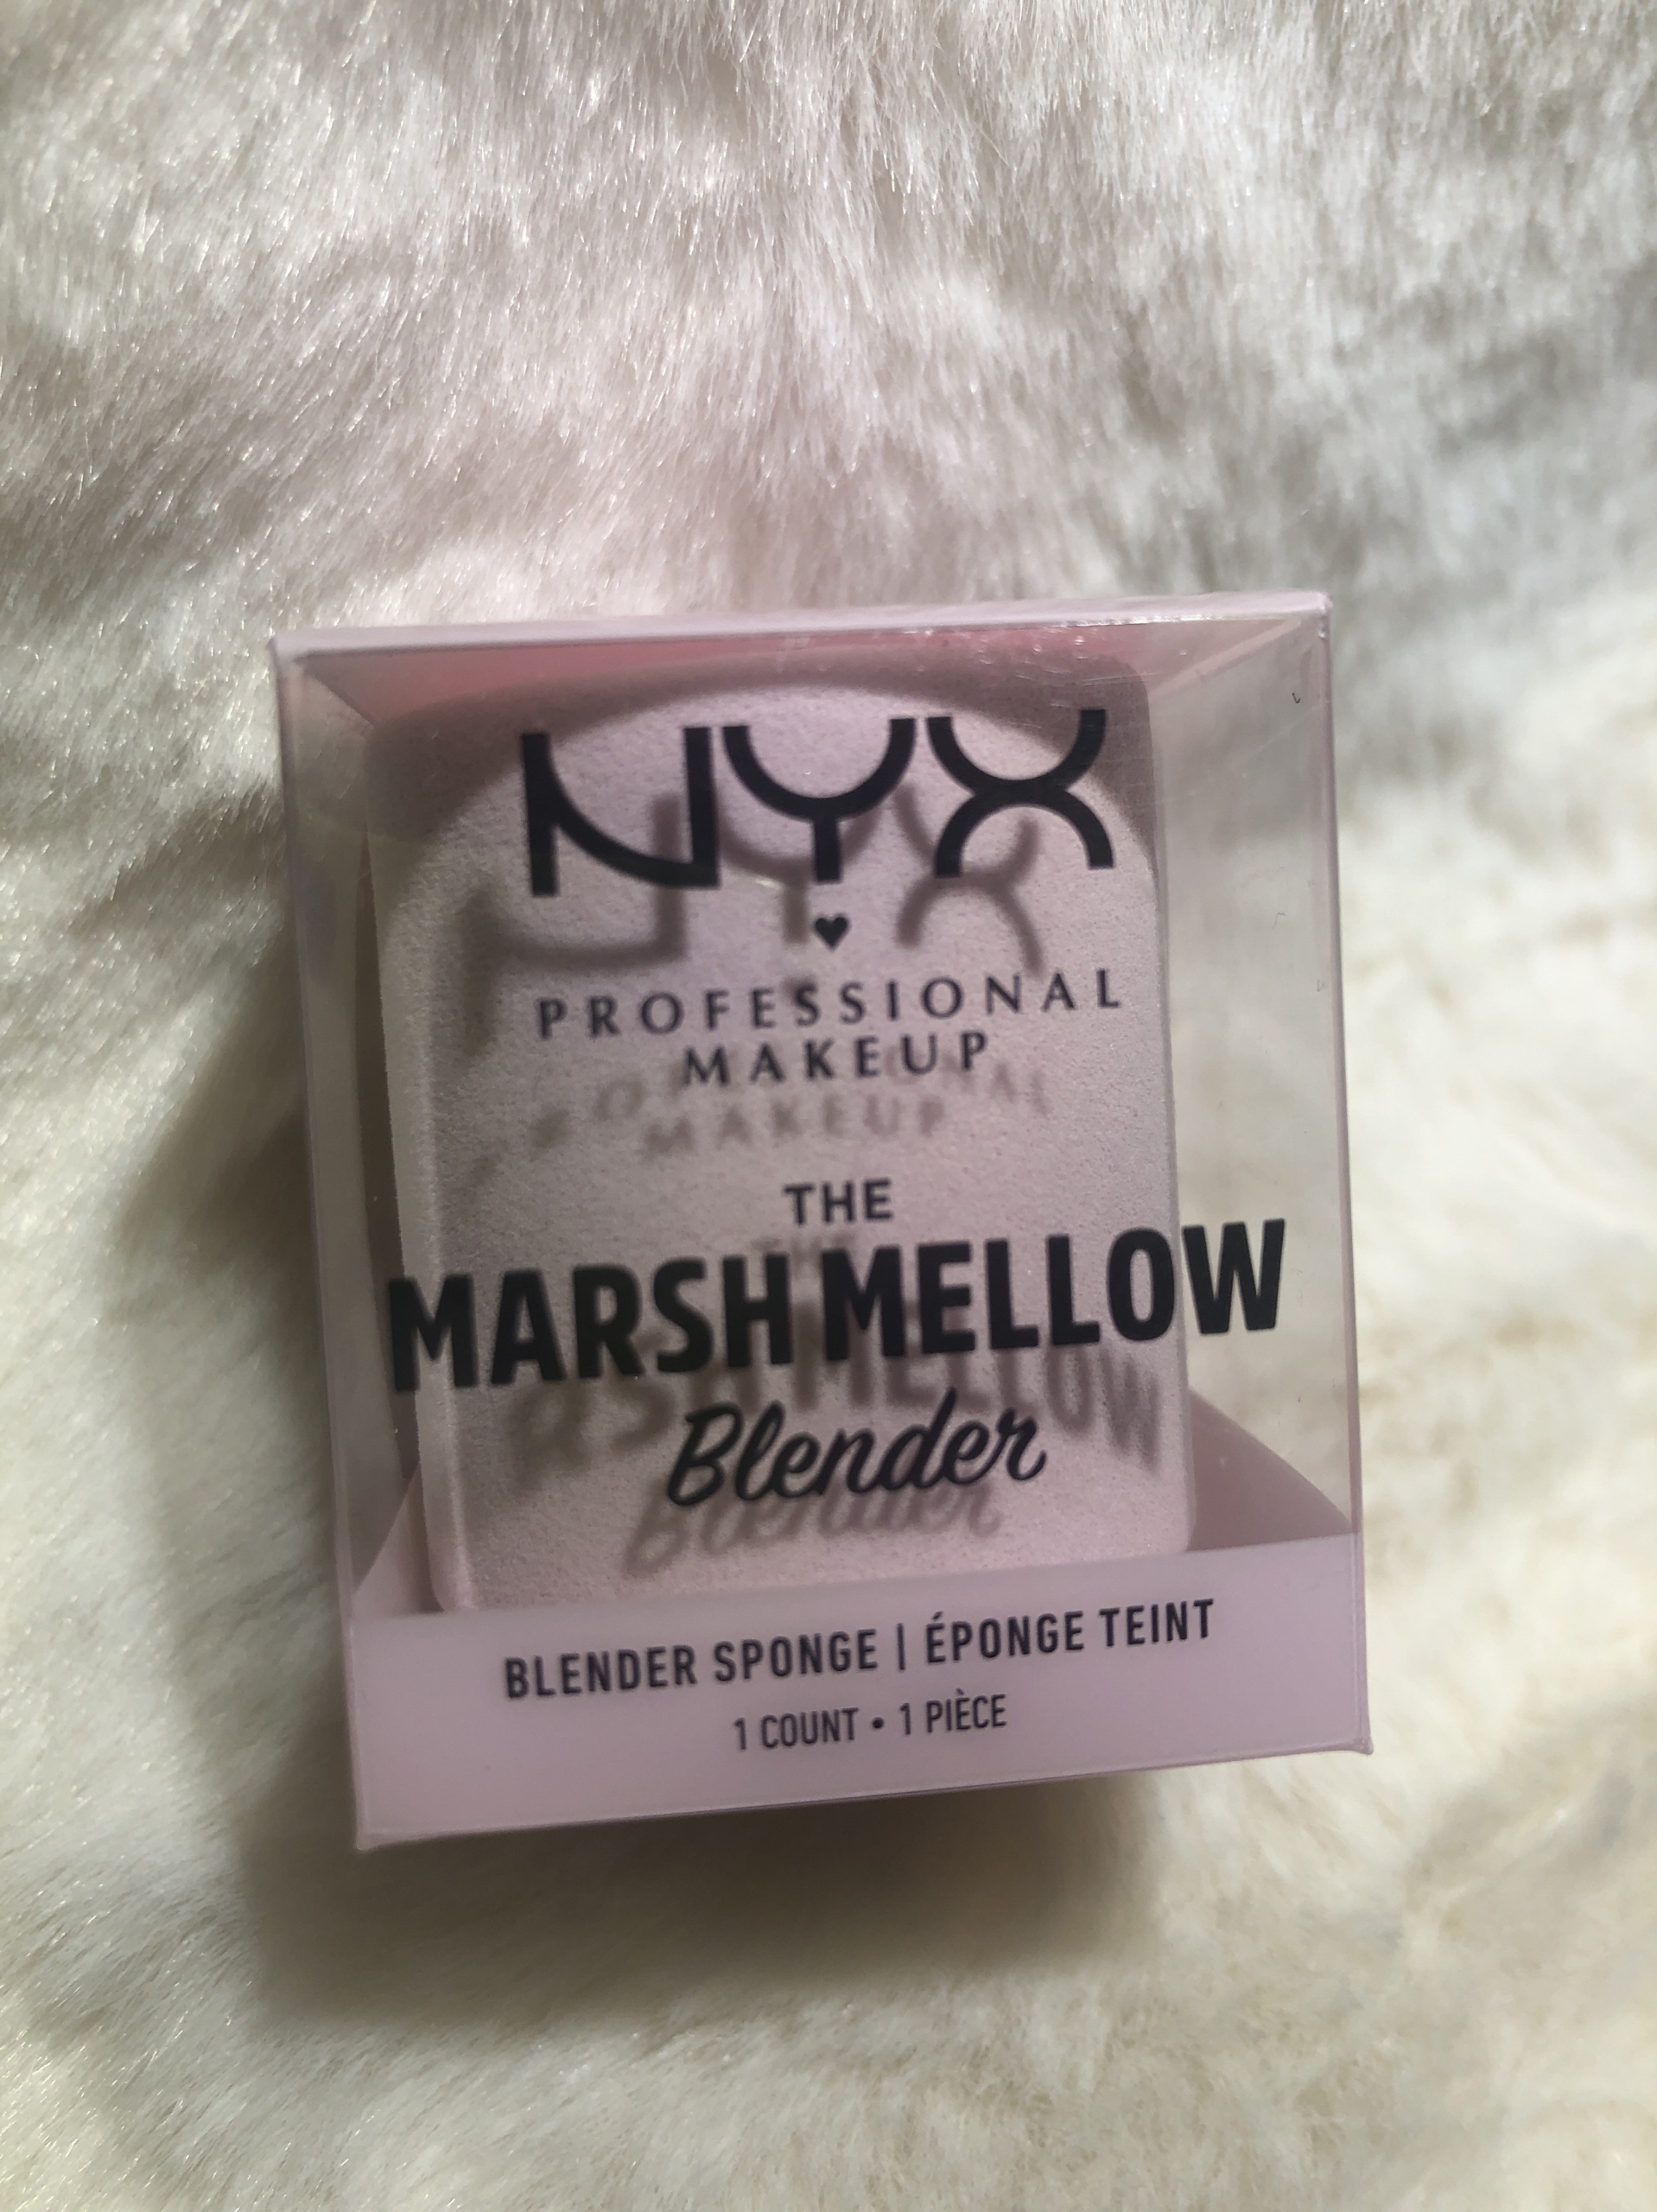 NYX
PROFESSIONAL
MAKEUP
THE
MARSH MELLOW
Blender
BLENDER SPONGE | ÉPONGE TEINT
1 COUNT • 1 PIÈCE